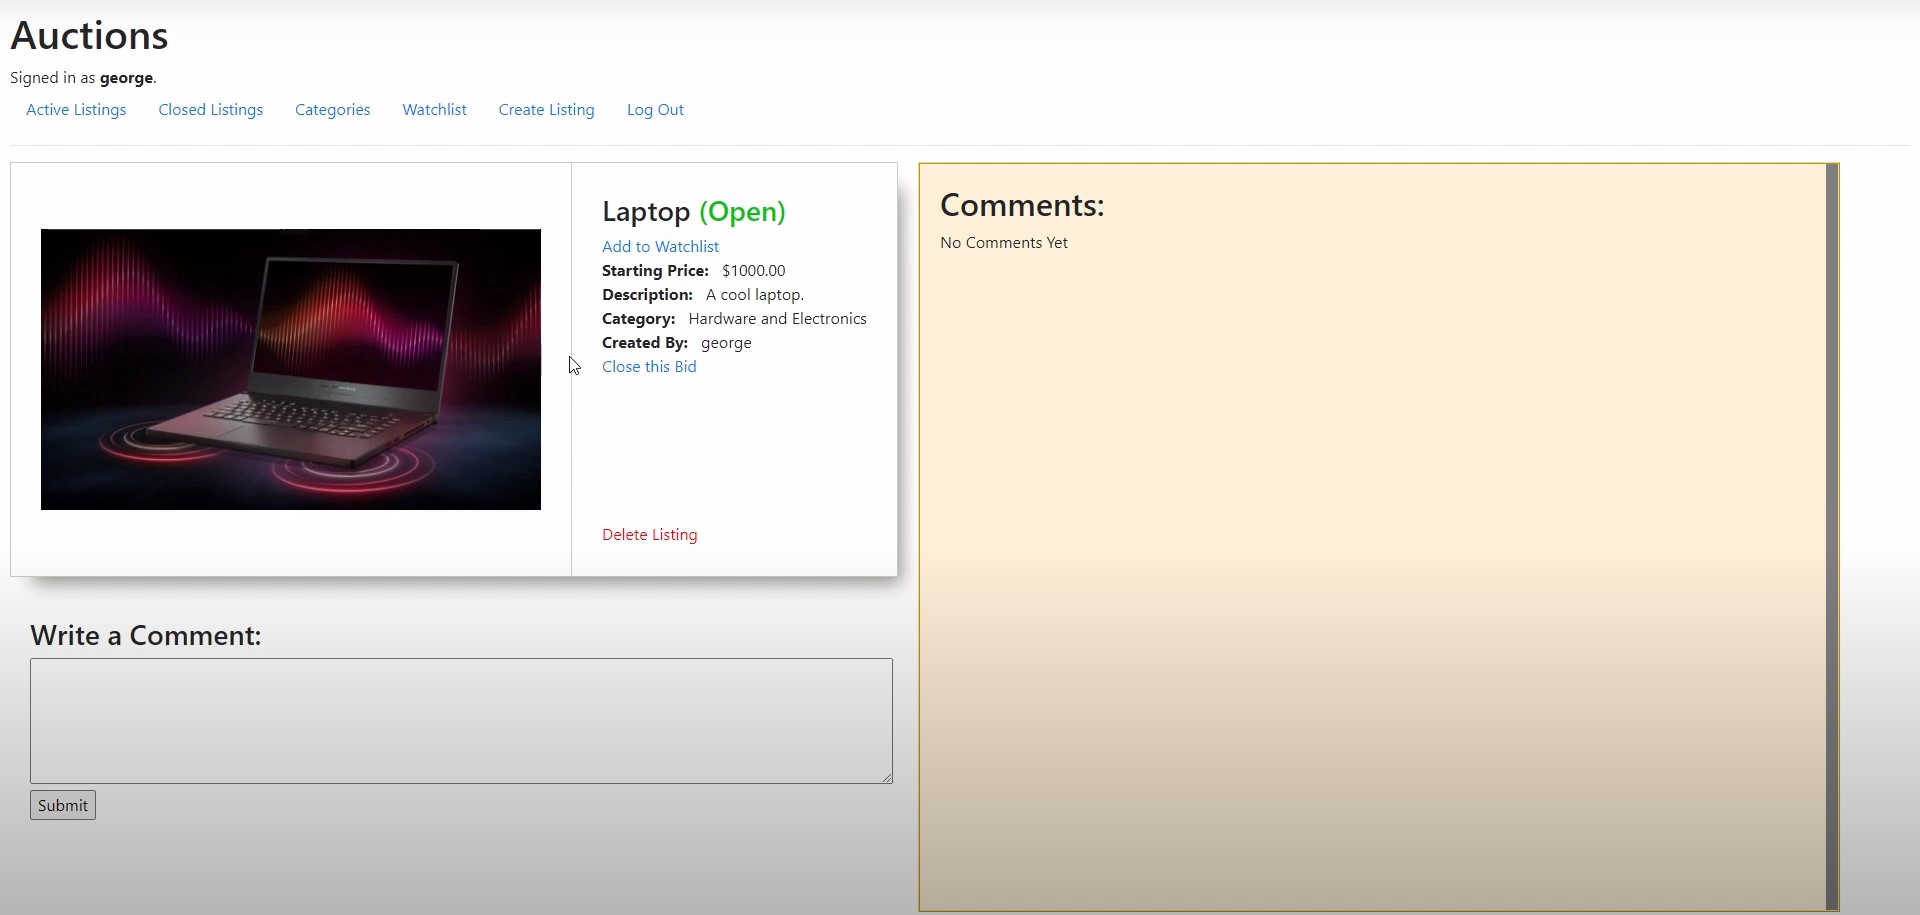 Auctions
Signed in as george.
Active Listings Closed Listings Categories Watchlist Create Listing Log Out
Laptop (Open)
Add to Watchlist
Starting Price: $1000.00
Description: A cool laptop.
Category: Hardware and Electronics
Created By: george
Close this Bid
Delete Listing
Write a Comment:
Submit
Comments:
No Comments Yet